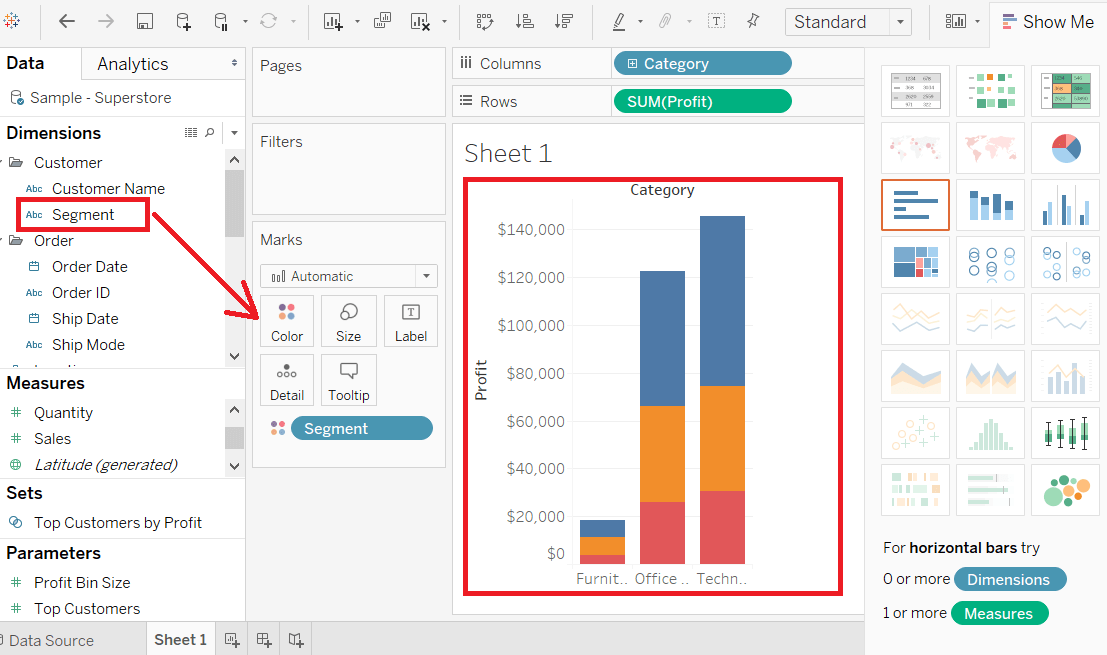 Standard
Show Me
Data
Analytics
Sample - Superstore
Dimensions
Customer
Abc Customer Name
Abc Segment
Order
Order Date
Abc Order ID
Ship Date
Abc Ship Mode
Measures
# Quantity
# Sales
Latitude (generated)
Sets
Top Customers by Profit
Parameters
# Profit Bin Size
# Top Customers
Data Source
Sheet 1
Pages
Filters
Marks
Automatic
Color
Size
T
Label
Detail
Tooltip
Segment
Columns
Category
Rows
SUM(Profit)
Sheet 1
Category
Profit
$140,000
$120,000
$100,000
$80,000
$60,000
$40,000
$20,000
$0
Furnit..
Office ..
Techn..
For horizontal bars try
0 or more Dimensions
1 or more Measures